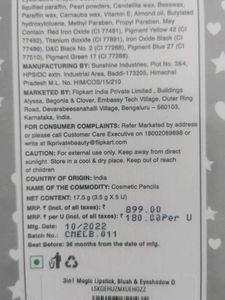 liquified paraffin, Pearl powders, Candelilla wax, Beeswax,
Paraffin wax, Carnauba wax, Vitamin E, Almond oil, Butylated
hydroxytoluene, Methyl Paraben, Propyl Paraben. May
Contain: Red Iron Oxide (CI 77491), Pigment Yellow 42 (CI
77492), Titanium dioxide (CI 77891), Iron Oxide Black (CI
77499), D&C Black No. 2 (CI 77266), Pigment Blue 27 (CI
77510), Pigment Green 17 (CI 77288).
MANUFACTURING BY: Sunshine Industries, Plot No: 3&4,
HPSIDC extn. Industrial Area, Baddi-173205, Himachal
Pradesh M.L. No. HIM/COS/15/210
MARKETED BY: Flipkart India Private Limited , Buildings
Alyssa, Begonia & Clover, Embassy Tech Village, Outer Ring
Road, Devarabeesanahalli Village, Bengaluru – 560103,
Karnataka, India.
FOR CONSUMER COMPLAINTS: Refer Marketed by address
or please call Customer Care Executive on 18002089898 or
write at fkprivatebeauty@flipkart.com
CAUTION: For external use only. Keep away from direct
sunlight. Store in a cool & dry place. Keep out of reach
of children
COUNTRY OF ORIGIN: India
NAME OF COMMODITY: Cosmetic Pencils
NET CONTENTS: 17.5 g (3.5 g X 5 U)
MRP. ₹ (incl. of all taxes): ₹ 899.00
MRP. ₹ per U (incl. of all taxes): ₹ 180.00 Per U
Mfg. Date: 10/2022
Batch No.: CMELB.011
Best Before: 36 months from the date of mfg.
3in1 Magic Lipstick, Blush & Eyeshadow D
LSKGEHUZMXUEHQZZ